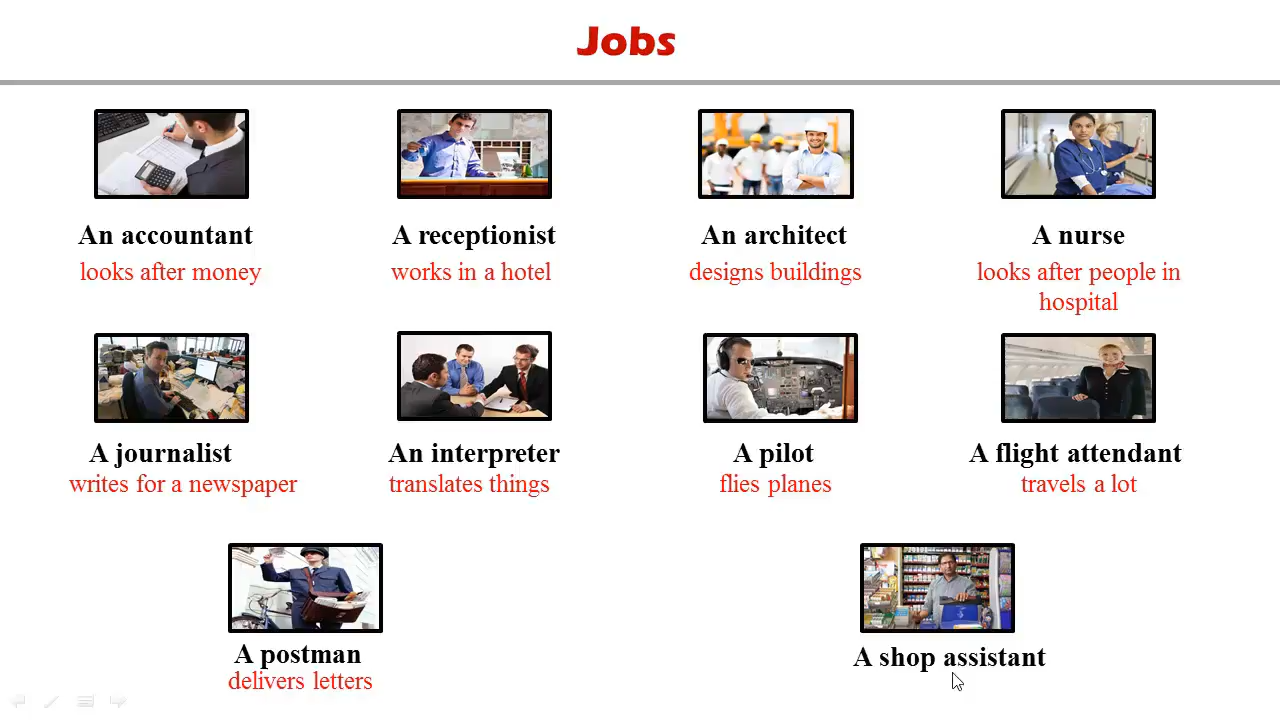 Jobs
An accountant
looks after money
A receptionist
works in a hotel
An architect
designs buildings
A nurse
looks after people in
hospital
A journalist
writes for a newspaper
An interpreter
translates things
A pilot
flies planes
A flight attendant
travels a lot
A postman
delivers letters
A shop assistant